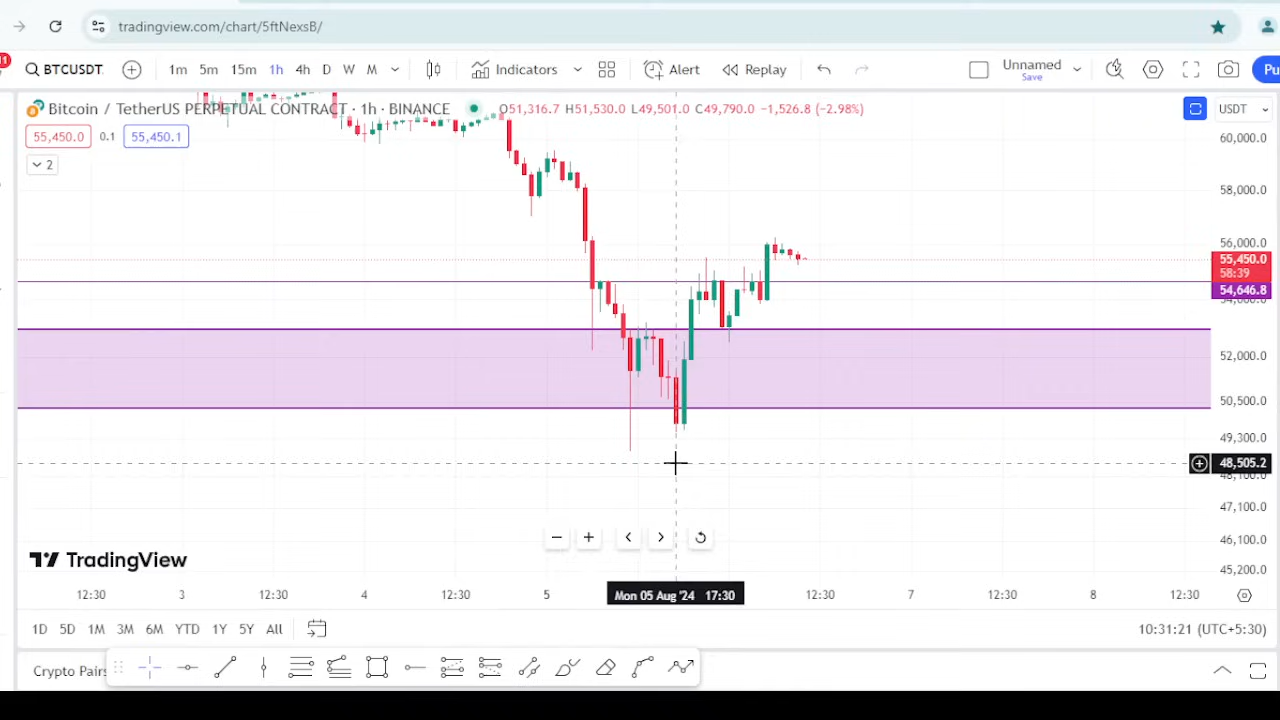 tradingview.com/chart/5ftNexsB/
11 BTCUSDT 1m 5m 15m 1h 4h D W M Indicators Alert Replay Unnamed Save Pu
Bitcoin / TetherUS PERPETUAL CONTRACT · 1h · BINANCE O51,316.7 H51,530.0 L49,501.0 C49,790.0 −1,526.8 (−2.98%) USDT
55,450.0 0.1 55,450.1
2
60,000.0
58,000.0
56,000.0
55,450.0
58:39
54,646.8
54,000.0
52,000.0
50,500.0
49,300.0
48,505.2
48,100.0
47,100.0
46,100.0
45,200.0
TradingView
12:30 3 12:30 4 12:30 5 Mon 05 Aug '24 17:30 12:30 7 12:30 8 12:30
1D 5D 1M 3M 6M YTD 1Y 5Y All 10:31:21 (UTC+5:30)
Crypto Pairs